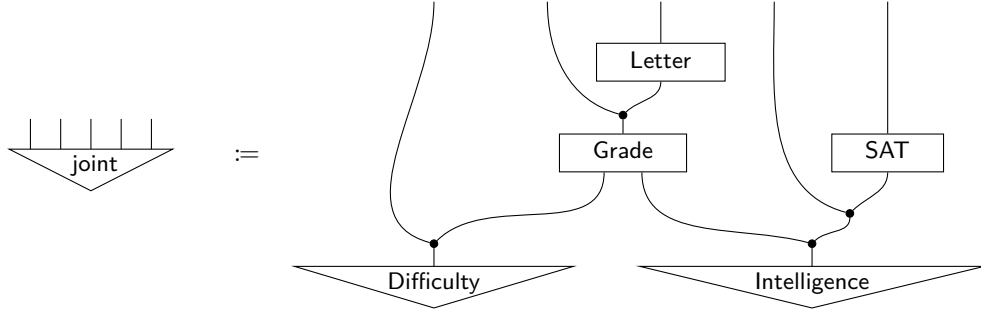 Letter
Grade
SAT
joint
:=
Difficulty
Intelligence